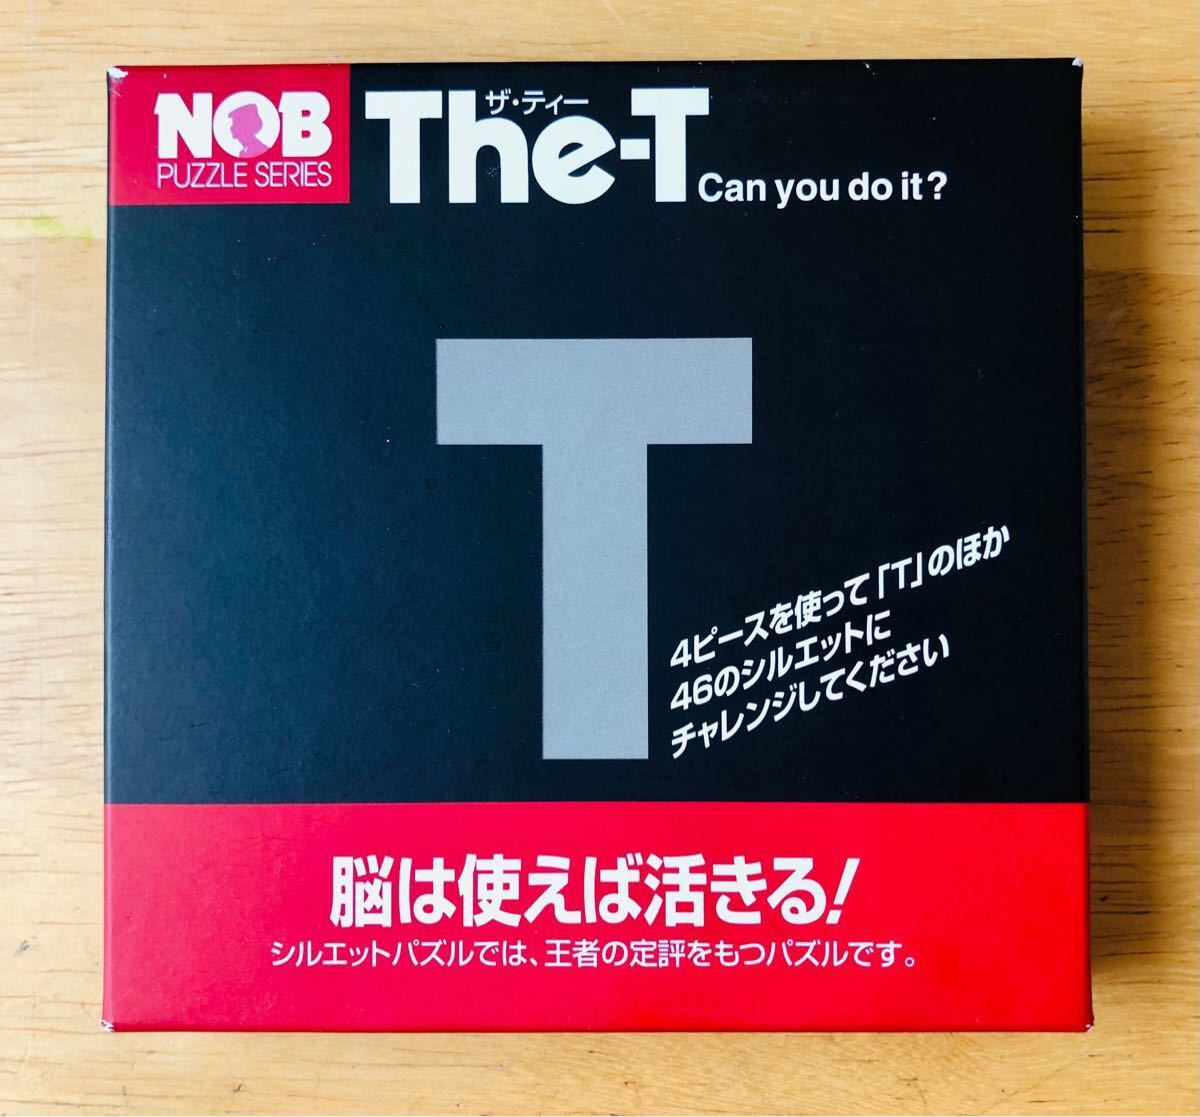 NOB
PUZZLE SERIES
ザ・ティー
The-T
Can you do it?
T
4ピースを使って「T」のほか
46のシルエットに
チャレンジしてください
脳は使えば活きる!
シルエットパズルでは、王者の定評をもつパズルです。